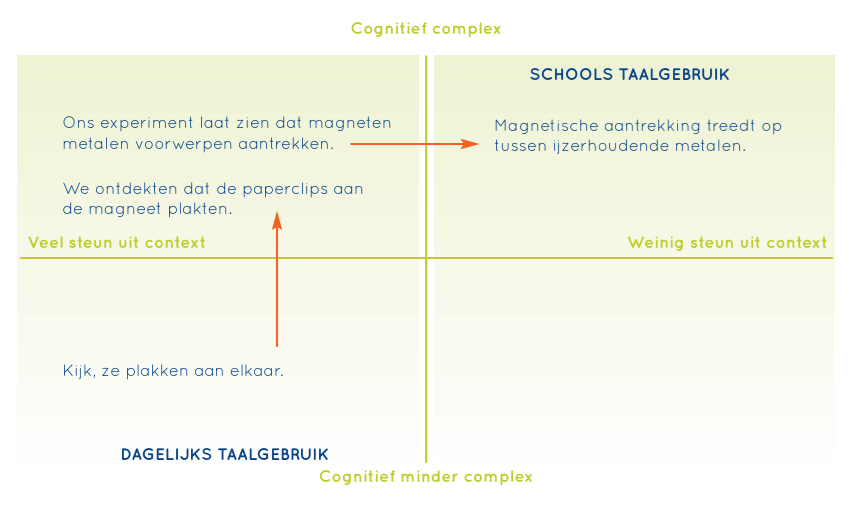 Cognitief complex
SCHOOLS TAALGEBRUIK
Ons experiment laat zien dat magneten
metalen voorwerpen aantrekken.
Magnetische aantrekking treedt op
tussen ijzerhoudende metalen.
We ontdekten dat de paperclips aan
de magneet plakten.
Veel steun uit context
Weinig steun uit context
Kijk, ze plakken aan elkaar.
DAGELIJKS TAALGEBRUIK
Cognitief minder complex